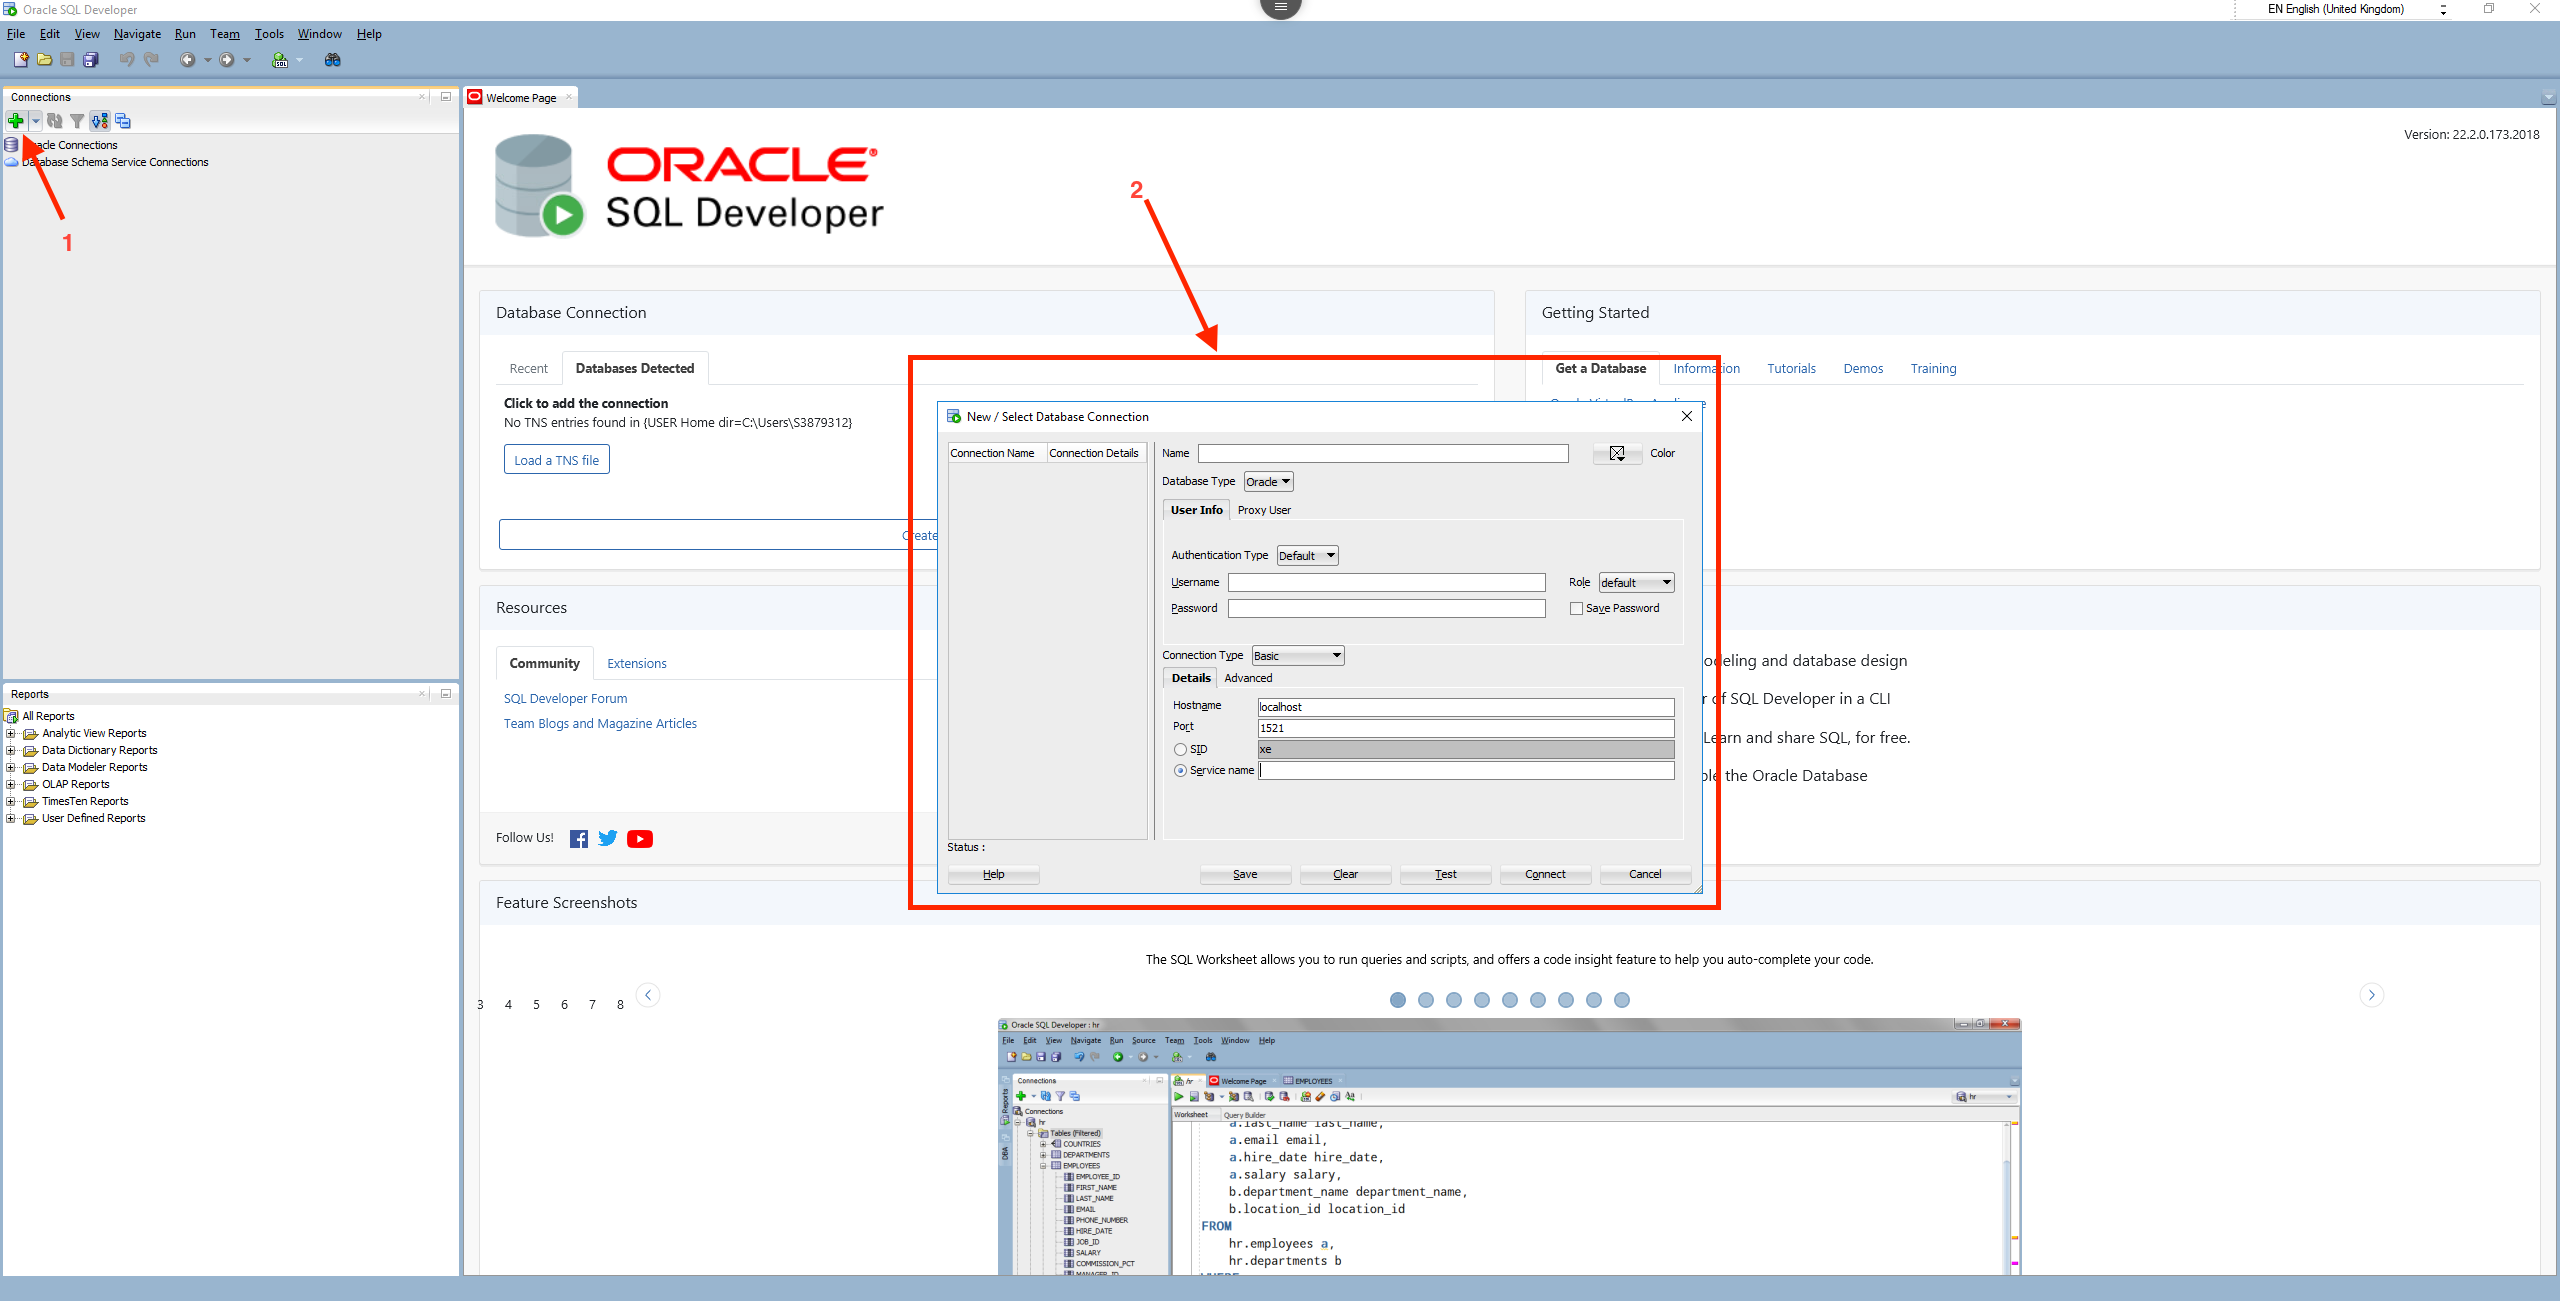 Oracle SQL Developer
EN English (United Kingdom)
File Edit View Navigate Run Team Tools Window Help
Connections
Welcome Page
Version: 22.2.0.173.2018
acle Connections
Database Schema Service Connections
1
2
ORACLE
SQL Developer
Database Connection
Recent Databases Detected
Click to add the connection
No TNS entries found in {USER Home dir=C:\Users\S3879312}
Load a TNS file
Create
Getting Started
Get a Database Information Tutorials Demos Training
New / Select Database Connection
Connection Name Connection Details
Name
Color
Database Type Oracle
User Info Proxy User
Authentication Type Default
Username
Role default
Password
Save Password
Connection Type Basic
Details Advanced
Hostname localhost
Port 1521
SID xe
Service name
Status :
Help Save Clear Test Connect Cancel
Resources
Community Extensions
SQL Developer Forum
Team Blogs and Magazine Articles
Follow Us!
odeling and database design
r of SQL Developer in a CLI
Learn and share SQL, for free.
ble the Oracle Database
Reports
All Reports
Analytic View Reports
Data Dictionary Reports
Data Modeler Reports
OLAP Reports
TimesTen Reports
User Defined Reports
Feature Screenshots
The SQL Worksheet allows you to run queries and scripts, and offers a code insight feature to help you auto-complete your code.
3 4 5 6 7 8
Oracle SQL Developer : hr
File Edit View Navigate Run Source Team Tools Window Help
Connections
Reports
DBA
Connections
hr
Tables (Filtered)
COUNTRIES
DEPARTMENTS
EMPLOYEES
EMPLOYEE_ID
FIRST_NAME
LAST_NAME
EMAIL
PHONE_NUMBER
HIRE_DATE
JOB_ID
SALARY
COMMISSION_PCT
MANAGER_ID
hr Welcome Page EMPLOYEES
hr
Worksheet Query Builder
a.last_name last_name,
a.email email,
a.hire_date hire_date,
a.salary salary,
b.department_name department_name,
b.location_id location_id
FROM
hr.employees a,
hr.departments b
WHERE